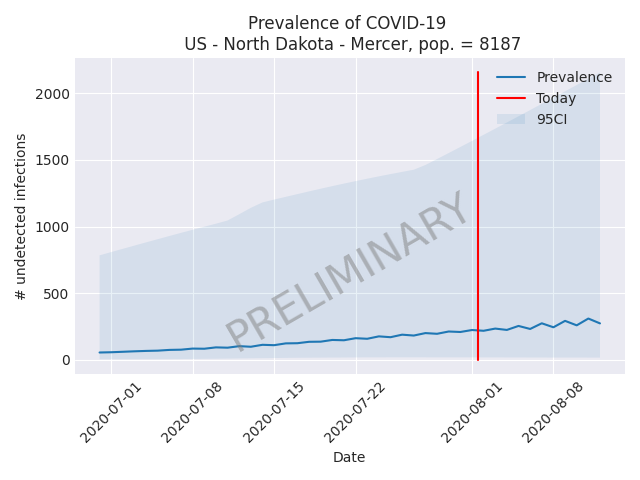 Prevalence of COVID-19
US - North Dakota - Mercer, pop. = 8187
Prevalence
Today
95CI
# undetected infections
2000
1500
1000
500
0
PRELIMINARY
2020-07-01
2020-07-08
2020-07-15
2020-07-22
2020-08-01
2020-08-08
Date